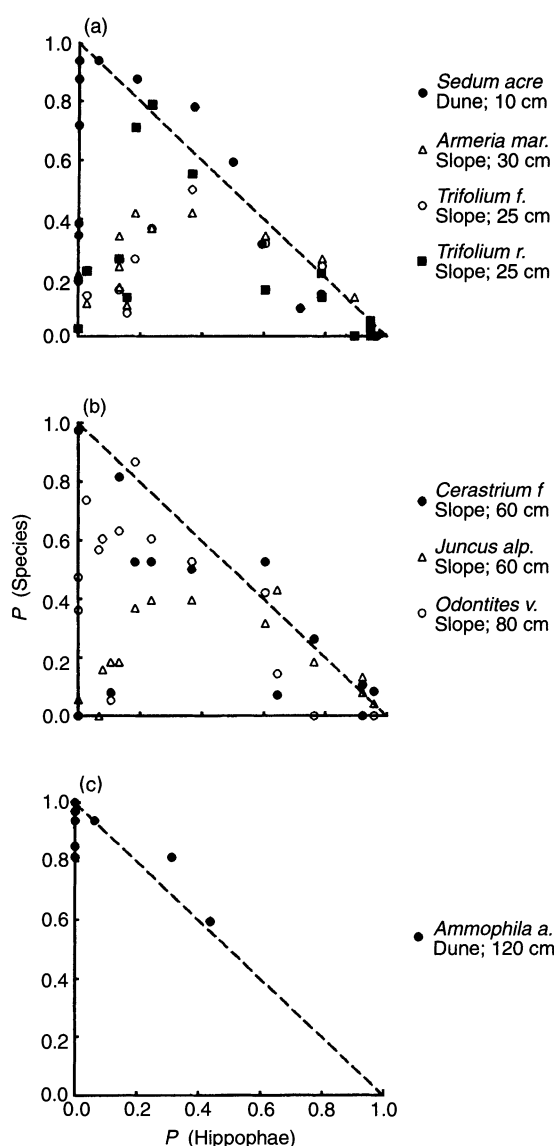 (a)
1.0
0.8
0.6
0.4
0.2
0.0
Sedum acre
Dune; 10 cm
Armeria mar.
Slope; 30 cm
Trifolium f.
Slope; 25 cm
Trifolium r.
Slope; 25 cm
(b)
1.0
0.8
0.6
0.4
0.2
0.0
P (Species)
Cerastrium f
Slope; 60 cm
Juncus alp.
Slope; 60 cm
Odontites v.
Slope; 80 cm
(c)
1.0
0.8
0.6
0.4
0.2
0.0
Ammophila a.
Dune; 120 cm
0.0 0.2 0.4 0.6 0.8 1.0
P (Hippophae)